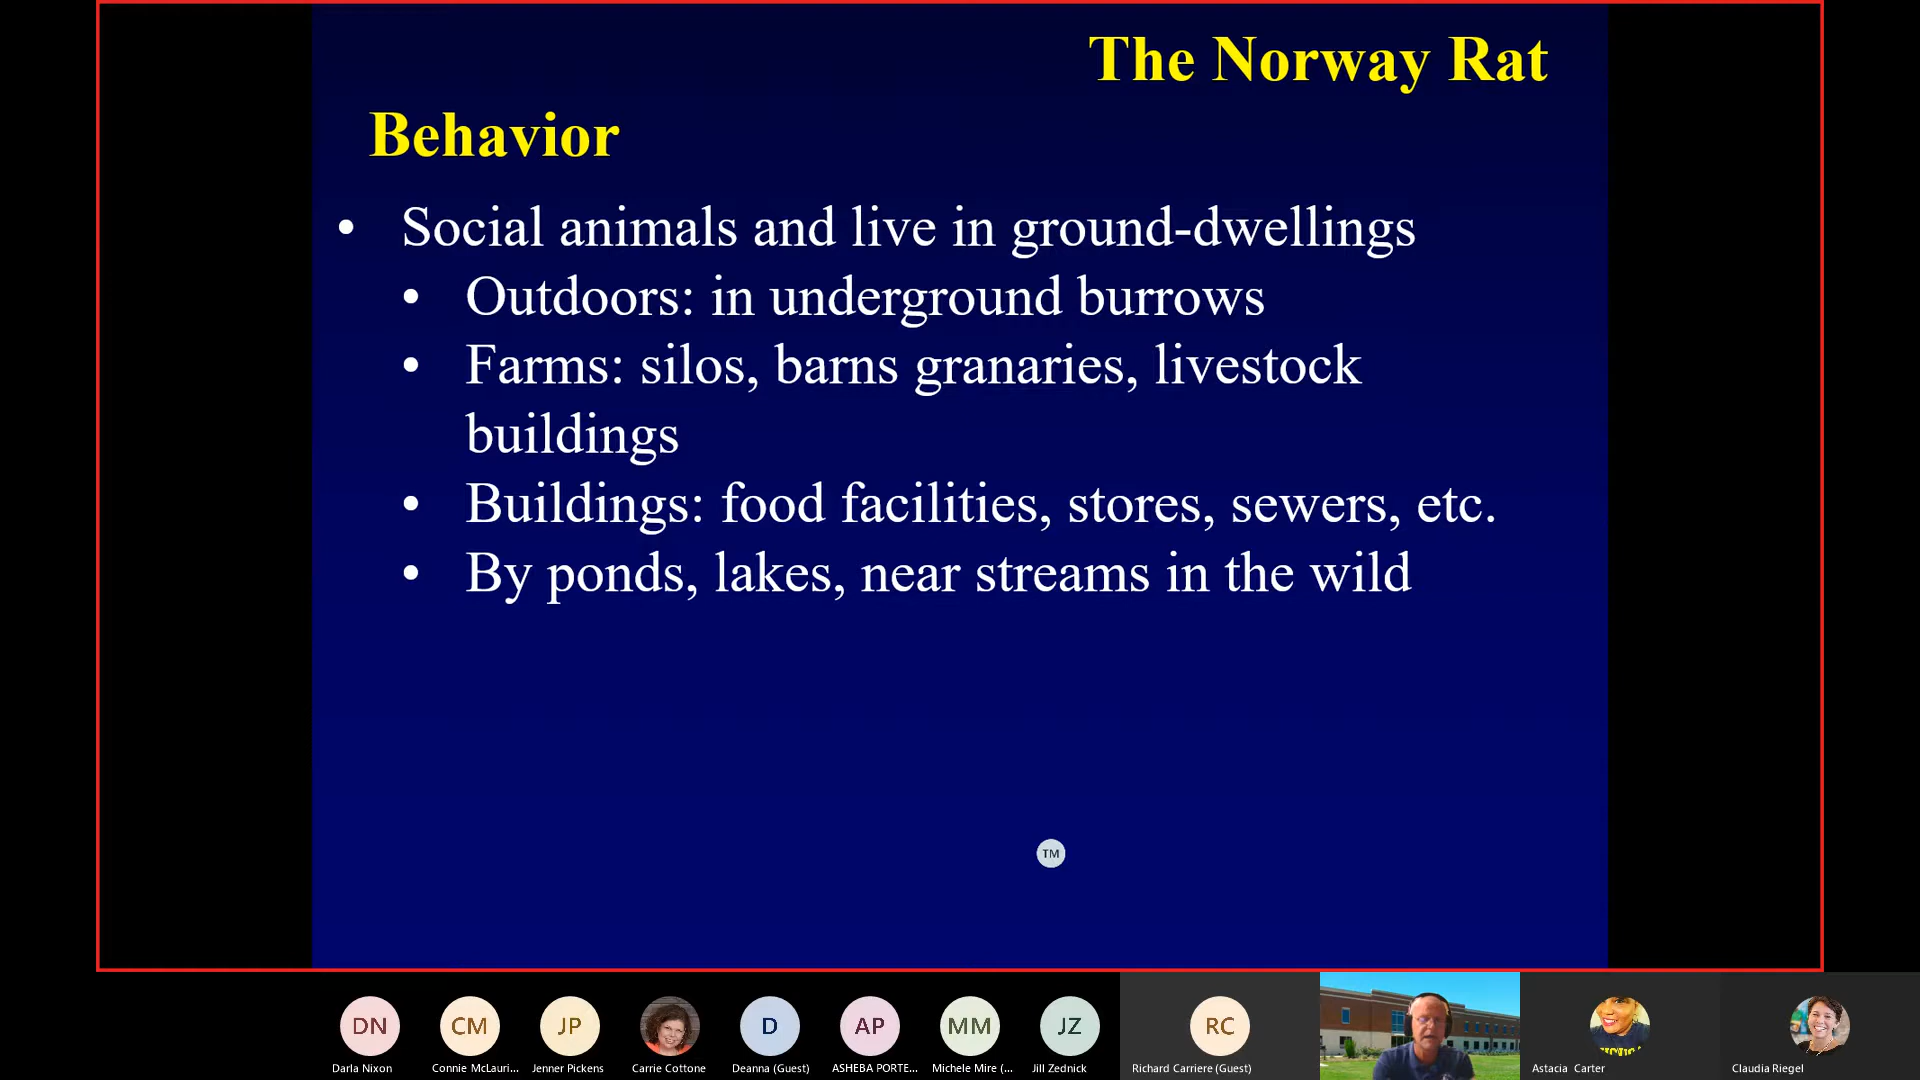 The Norway Rat
Behavior
• Social animals and live in ground-dwellings
• Outdoors: in underground burrows
• Farms: silos, barns granaries, livestock
buildings
• Buildings: food facilities, stores, sewers, etc.
• By ponds, lakes, near streams in the wild
TM
DN
CM
JP
D
AP
MM
JZ
RC
Darla Nixon
Connie McLauri...
Jenner Pickens
Carrie Cottone
Deanna (Guest)
ASHEBA PORTE...
Michele Mire (...
Jill Zednick
Richard Carriere (Guest)
Astacia Carter
Claudia Riegel